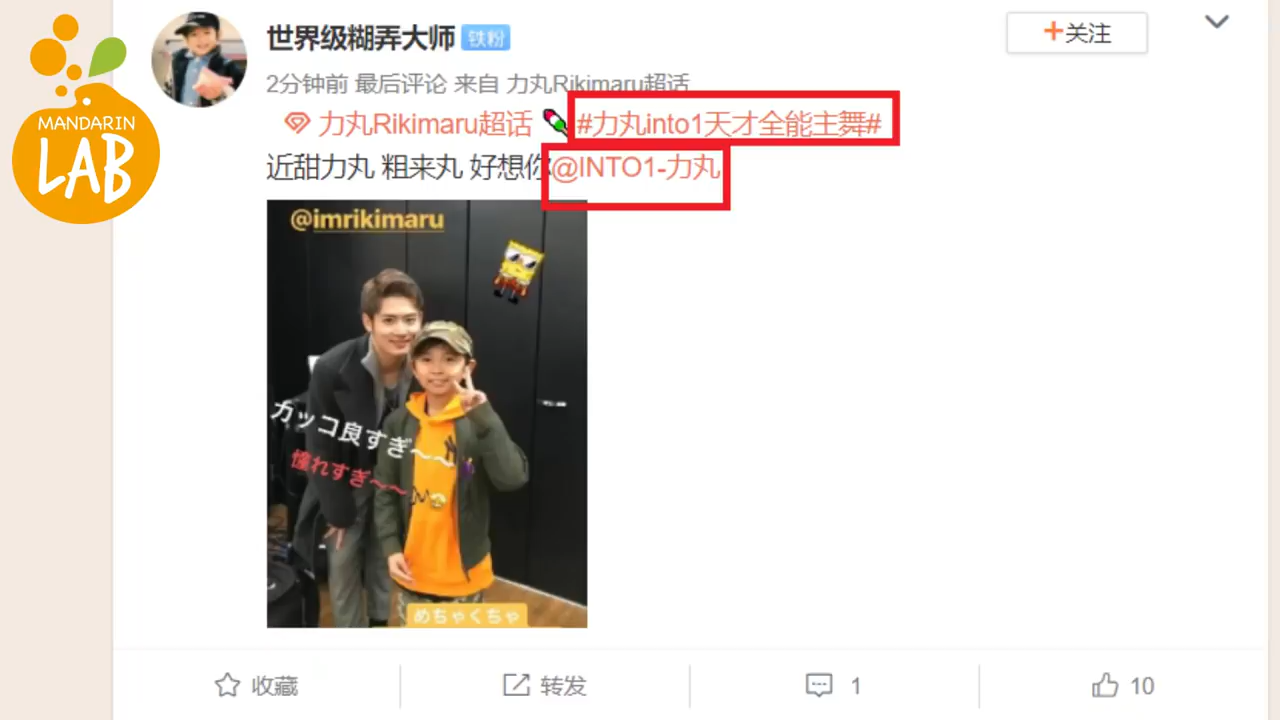 MANDARIN
LAB
世界级糊弄大师 铁粉
+关注
2分钟前 最后评论 来自 力丸Rikimaru超话
力丸Rikimaru超话 #力丸into1天才全能主舞#
近甜力丸 粗来丸 好想你@INTO1-力丸
@imrikimaru
カッコ良すぎ〜〜
憧れすぎ〜〜
めちゃくちゃ
收藏
转发
1
10